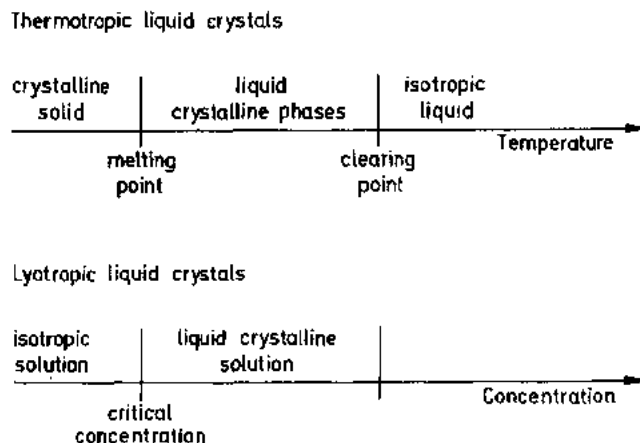 Thermotropic liquid crystals
crystalline solid
liquid crystalline phases
isotropic liquid
Temperature
melting point
clearing point
Lyotropic liquid crystals
isotropic solution
liquid crystalline solution
Concentration
critical concentration